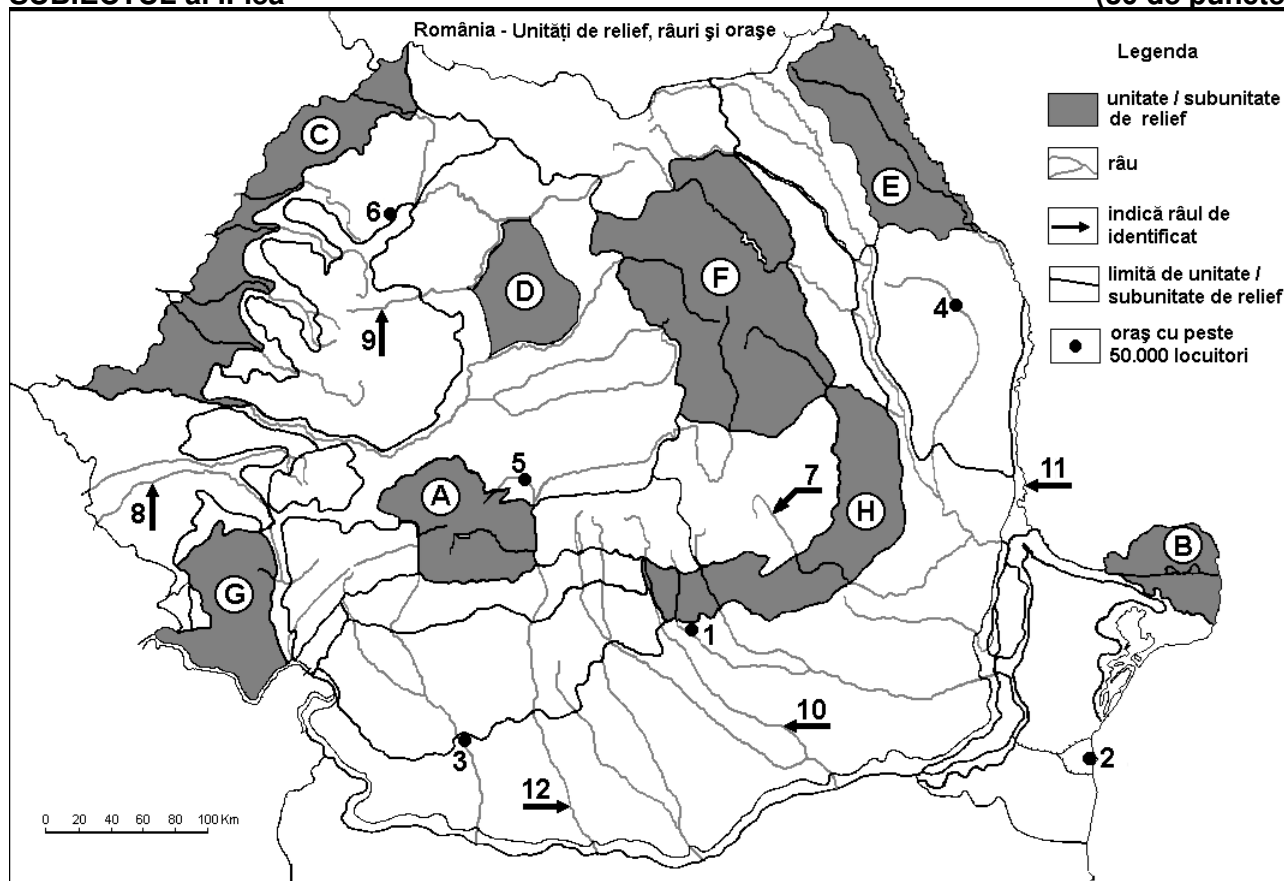 România - Unități de relief, râuri și orașe
Legenda
unitate / subunitate
de relief
râu
indică râul de
identificat
limită de unitate /
subunitate de relief
oraș cu peste
50.000 locuitori
C
E
6
F
D
4
9
5
7
11
A
H
8
B
G
1
10
3
12
2
0 20 40 60 80 100 Km